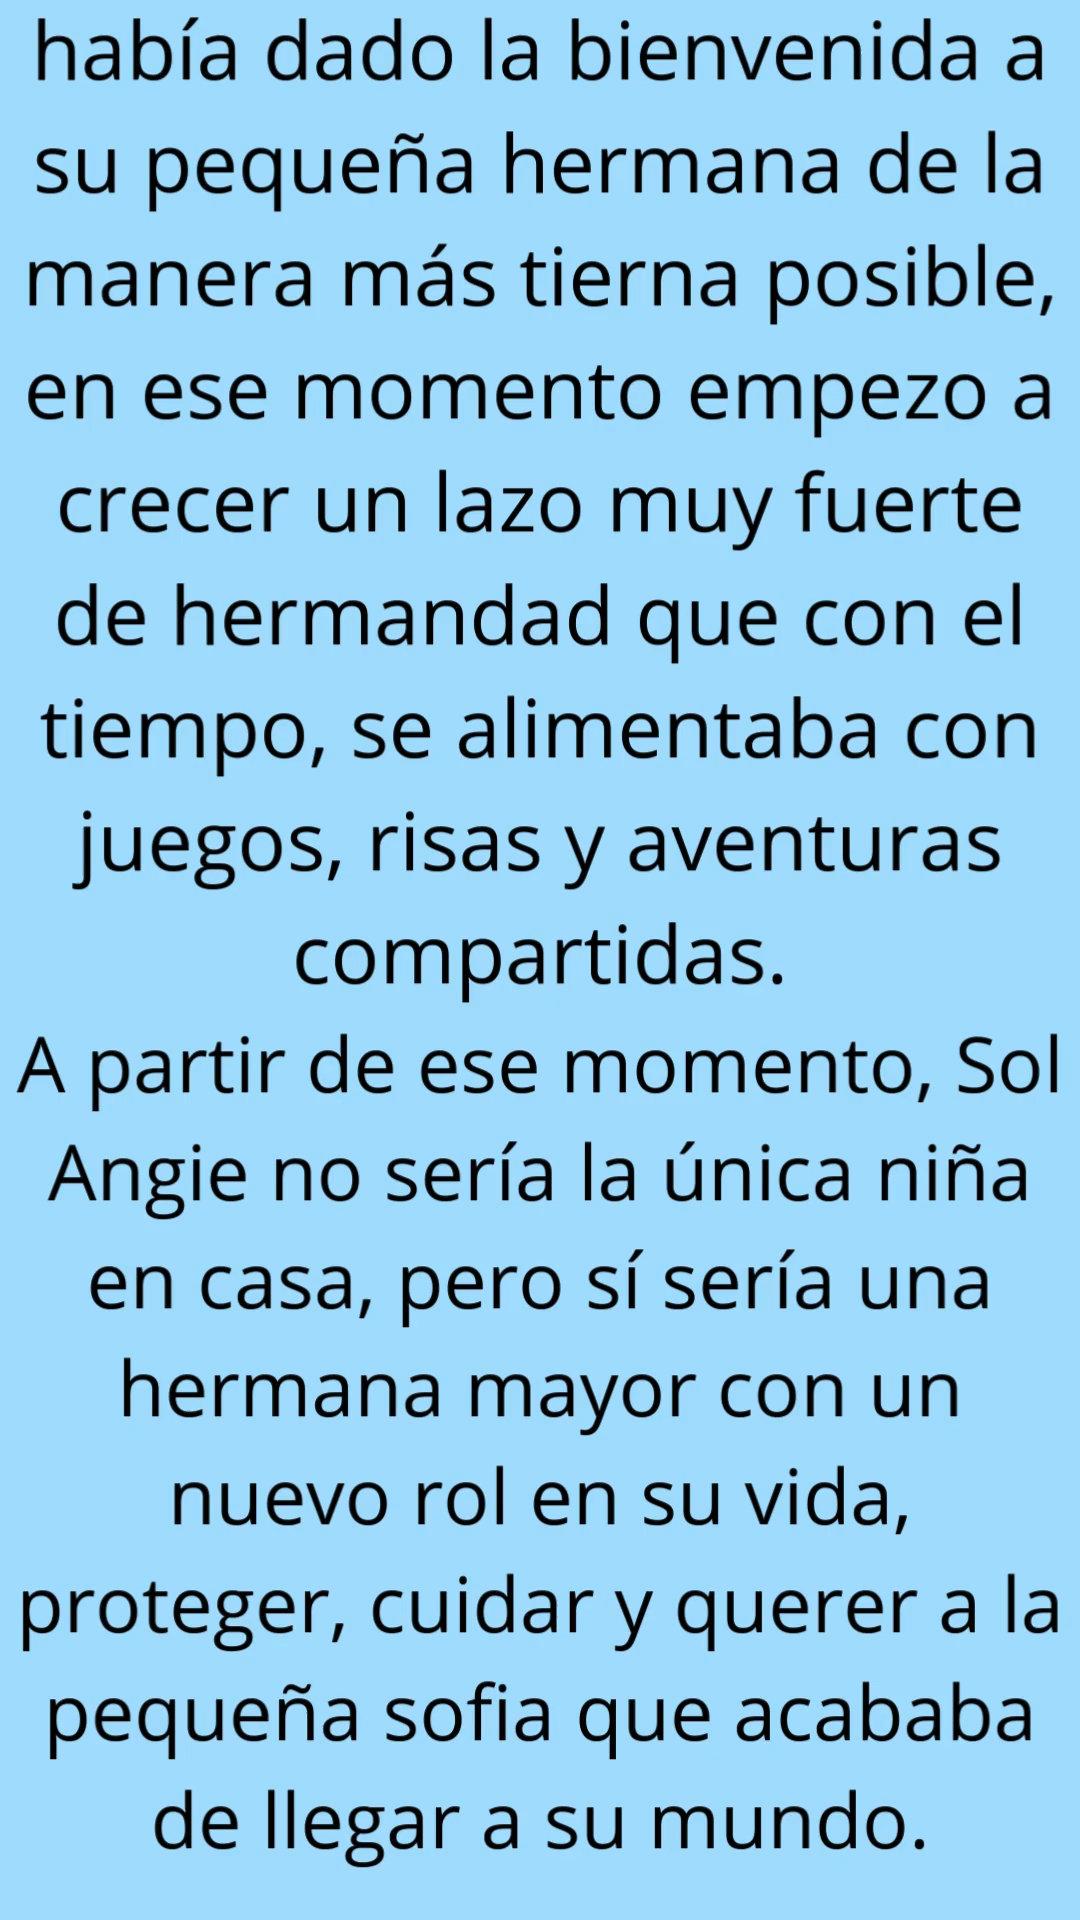 había dado la bienvenida a
su pequeña hermana de la
manera más tierna posible,
en ese momento empezo a
crecer un lazo muy fuerte
de hermandad que con el
tiempo, se alimentaba con
juegos, risas y aventuras
compartidas.
A partir de ese momento, Sol
Angie no sería la única niña
en casa, pero sí sería una
hermana mayor con un
nuevo rol en su vida,
proteger, cuidar y querer a la
pequeña sofia que acababa
de llegar a su mundo.